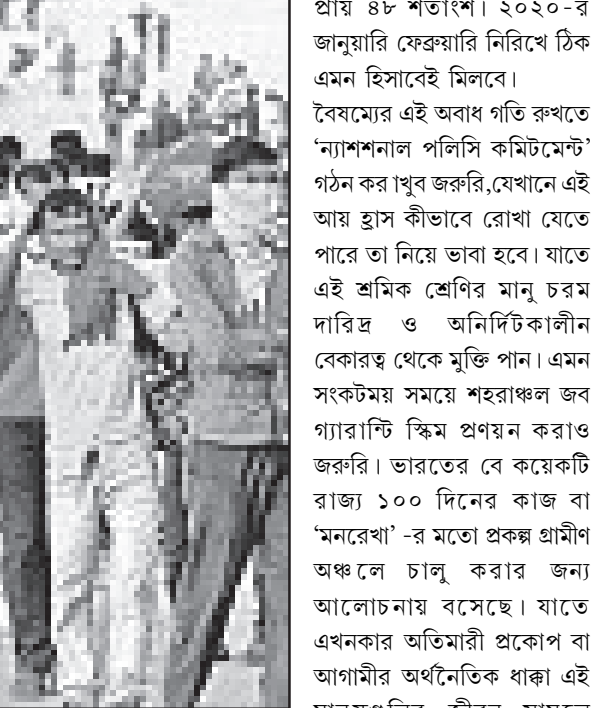 প্রায় ৪৮ শতাংশ। ২০২০-র
জানুয়ারি ফেব্রুয়ারি নিরিখে ঠিক
এমন হিসাবেই মিলবে।
বৈষম্যের এই অবাধ গতি রুখতে
‘ন্যাশশনাল পলিসি কমিটমেন্ট’
গঠন কর াখুব জরুরি,যেখানে এই
আয় হ্রাস কীভাবে রোখা যেতে
পারে তা নিয়ে ভাবা হবে। যাতে
এই শ্রমিক শ্রেণির মানু চরম
দারিদ্র ও অনির্দিটকালীন
বেকারত্ব থেকে মুক্তি পান। এমন
সংকটময় সময়ে শহরাঞ্চল জব
গ্যারান্টি স্কিম প্রণয়ন করাও
জরুরি। ভারতের বে কয়েকটি
রাজ্য ১০০ দিনের কাজ বা
‘মনরেখা’ -র মতো প্রকল্প গ্রামীণ
অঞ্চলে চালু করার জন্য
আলোচনায় বসেছে। যাতে
এখনকার অতিমারী প্রকোপ বা
আগামীর অর্থনৈতিক ধাক্কা এই